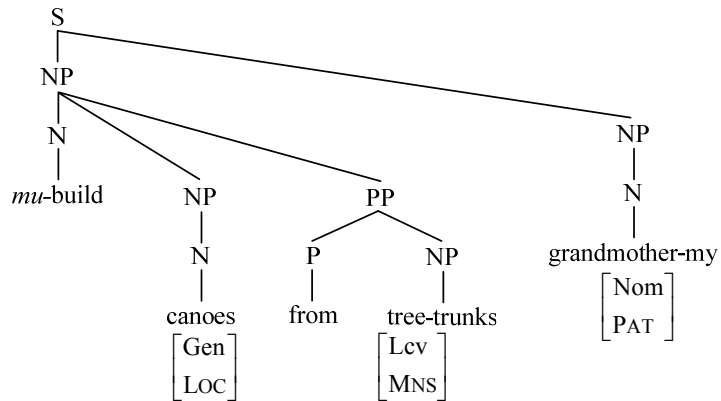 S
NP
N NP
mu-build NP PP N
N P NP grandmother-my
canoes from tree-trunks
[Nom
PAT]
[Gen
LOC] [Lcv
MNS]